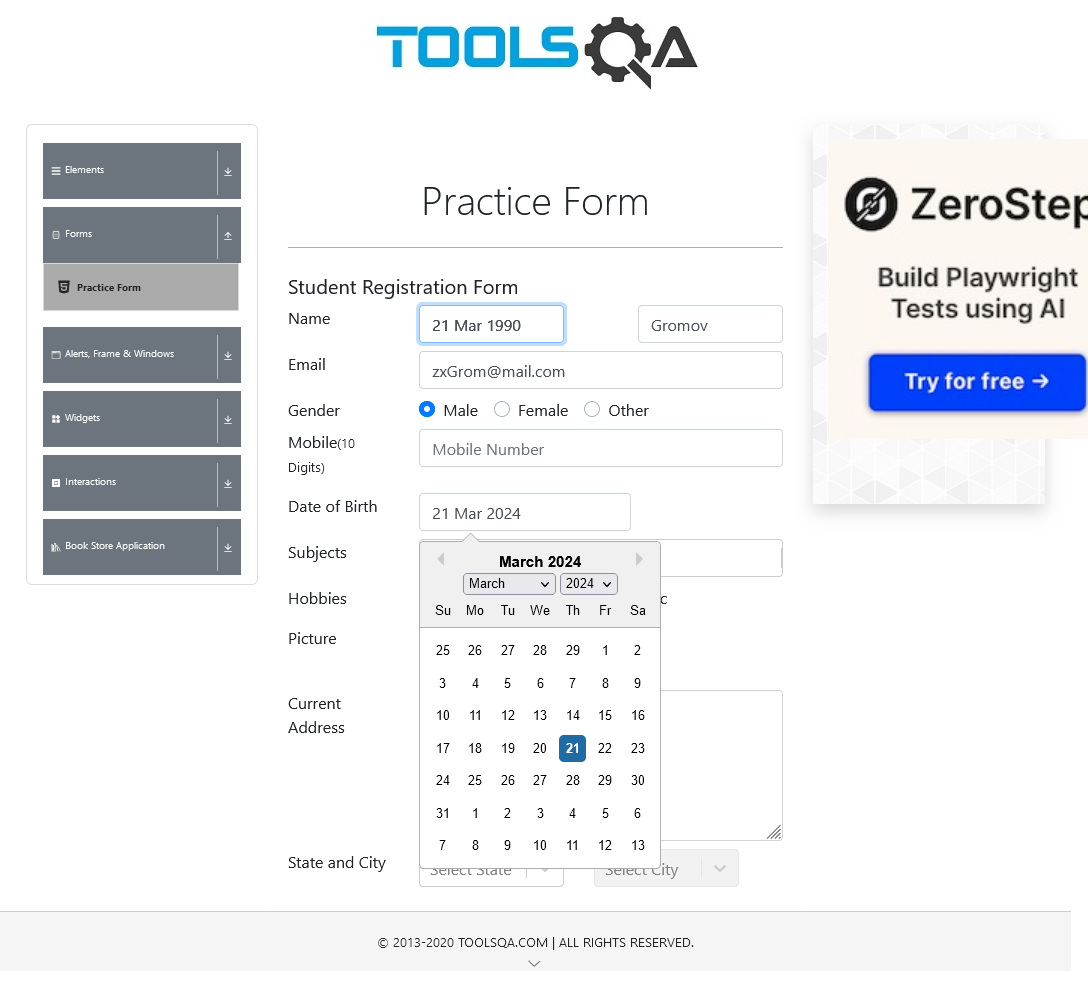 TOOLSQA
Elements
Forms
Practice Form
Alerts, Frame & Windows
Widgets
Interactions
Book Store Application
Practice Form
Student Registration Form
Name
21 Mar 1990
Gromov
Email
zxGrom@mail.com
Gender
Male
Female
Other
Mobile(10
Digits)
Mobile Number
Date of Birth
21 Mar 2024
Subjects
Hobbies
c
Picture
Current
Address
State and City
Select State
Select City
March 2024
March
2024
Su Mo Tu We Th Fr Sa
25 26 27 28 29 1 2
3 4 5 6 7 8 9
10 11 12 13 14 15 16
17 18 19 20 21 22 23
24 25 26 27 28 29 30
31 1 2 3 4 5 6
7 8 9 10 11 12 13
ZeroStep
Build Playwright
Tests using AI
Try for free →
© 2013-2020 TOOLSQA.COM | ALL RIGHTS RESERVED.